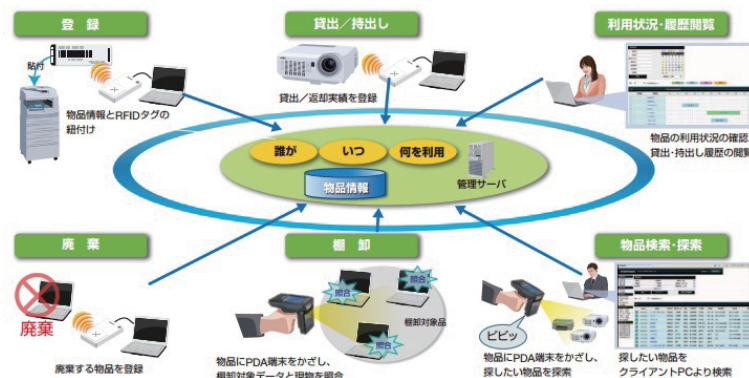 登 録
貼付
物品情報とRFIDタグの
紐付け
貸出／持出し
貸出／返却実績を登録
利用状況・履歴閲覧
物品の利用状況の確認
貸出・持出し履歴の閲覧
誰が
いつ
何を利用
物品情報
管理サーバ
廃 棄
廃棄
廃棄する物品を登録
棚 卸
照合
照合
照合
棚卸対象品
物品にPDA端末をかざし、
棚卸対象データと現物を照合
物品検索・探索
ピピッ
物品にPDA端末をかざし、
探したい物品を探索
探したい物品を
クライアントPCより検索